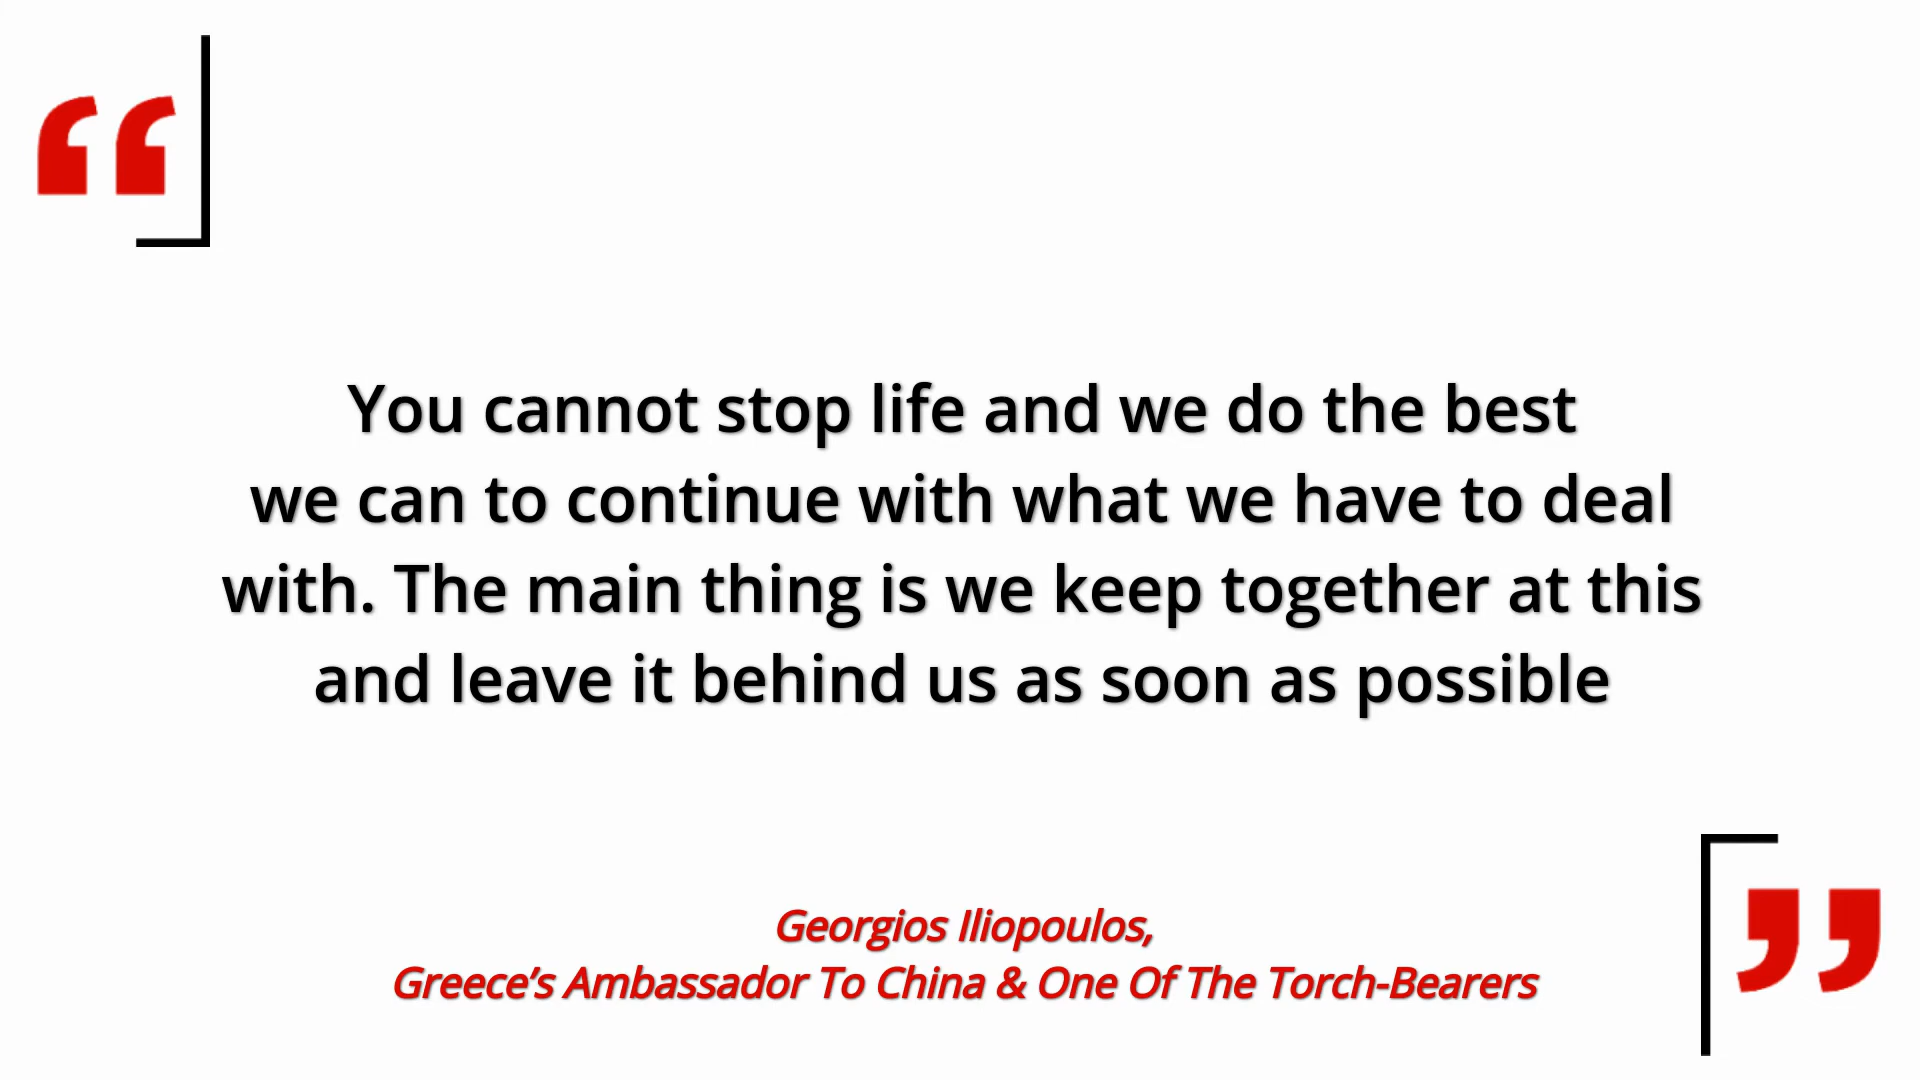 “
You cannot stop life and we do the best
we can to continue with what we have to deal
with. The main thing is we keep together at this
and leave it behind us as soon as possible
Georgios Iliopoulos,
Greece’s Ambassador To China & One Of The Torch-Bearers
”